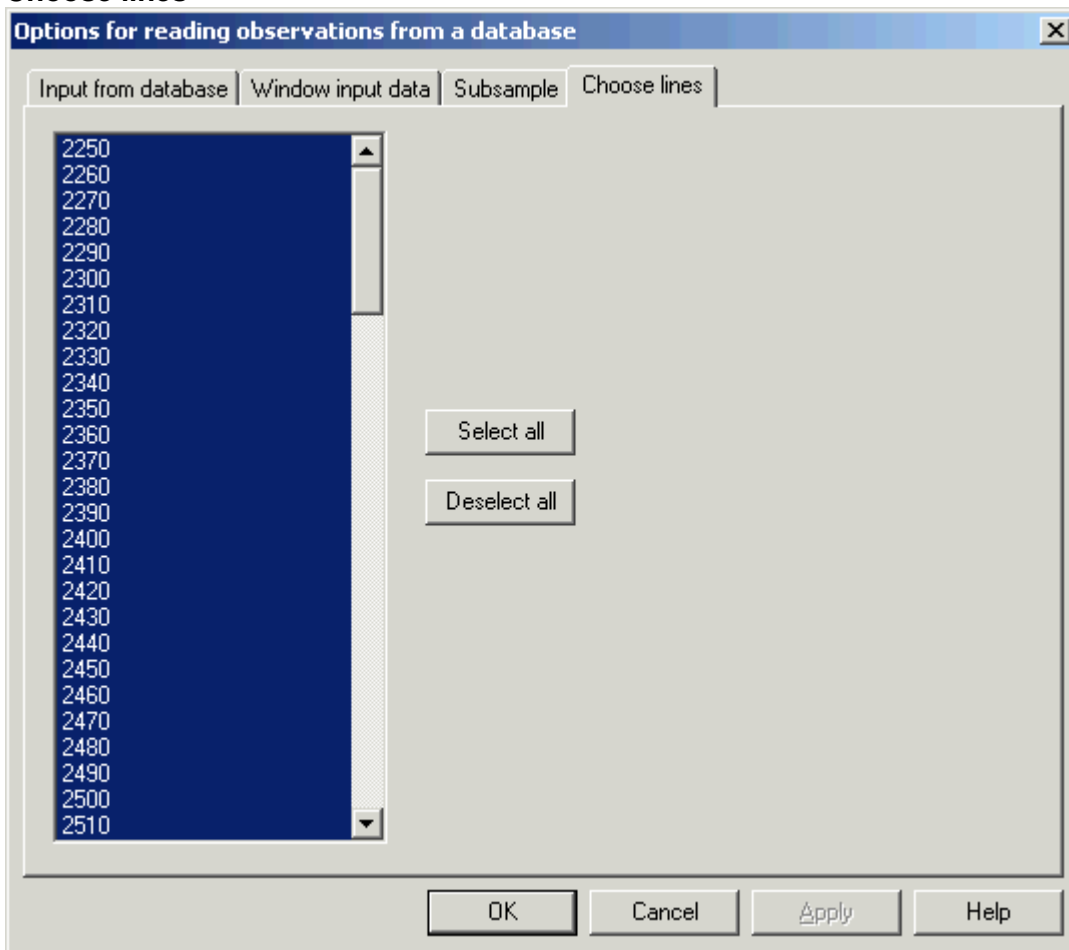 Choose lines
Options for reading observations from a database
Input from database
Window input data
Subsample
Choose lines
2250
2260
2270
2280
2290
2300
2310
2320
2330
2340
2350
2360
2370
2380
2390
2400
2410
2420
2430
2440
2450
2460
2470
2480
2490
2500
2510
Select all
Deselect all
OK
Cancel
Apply
Help